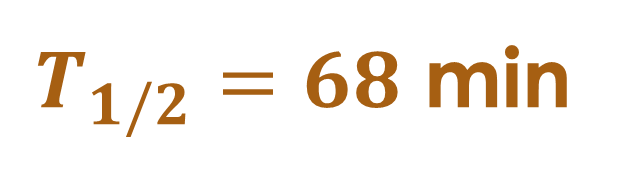 T1/2 = 68 min